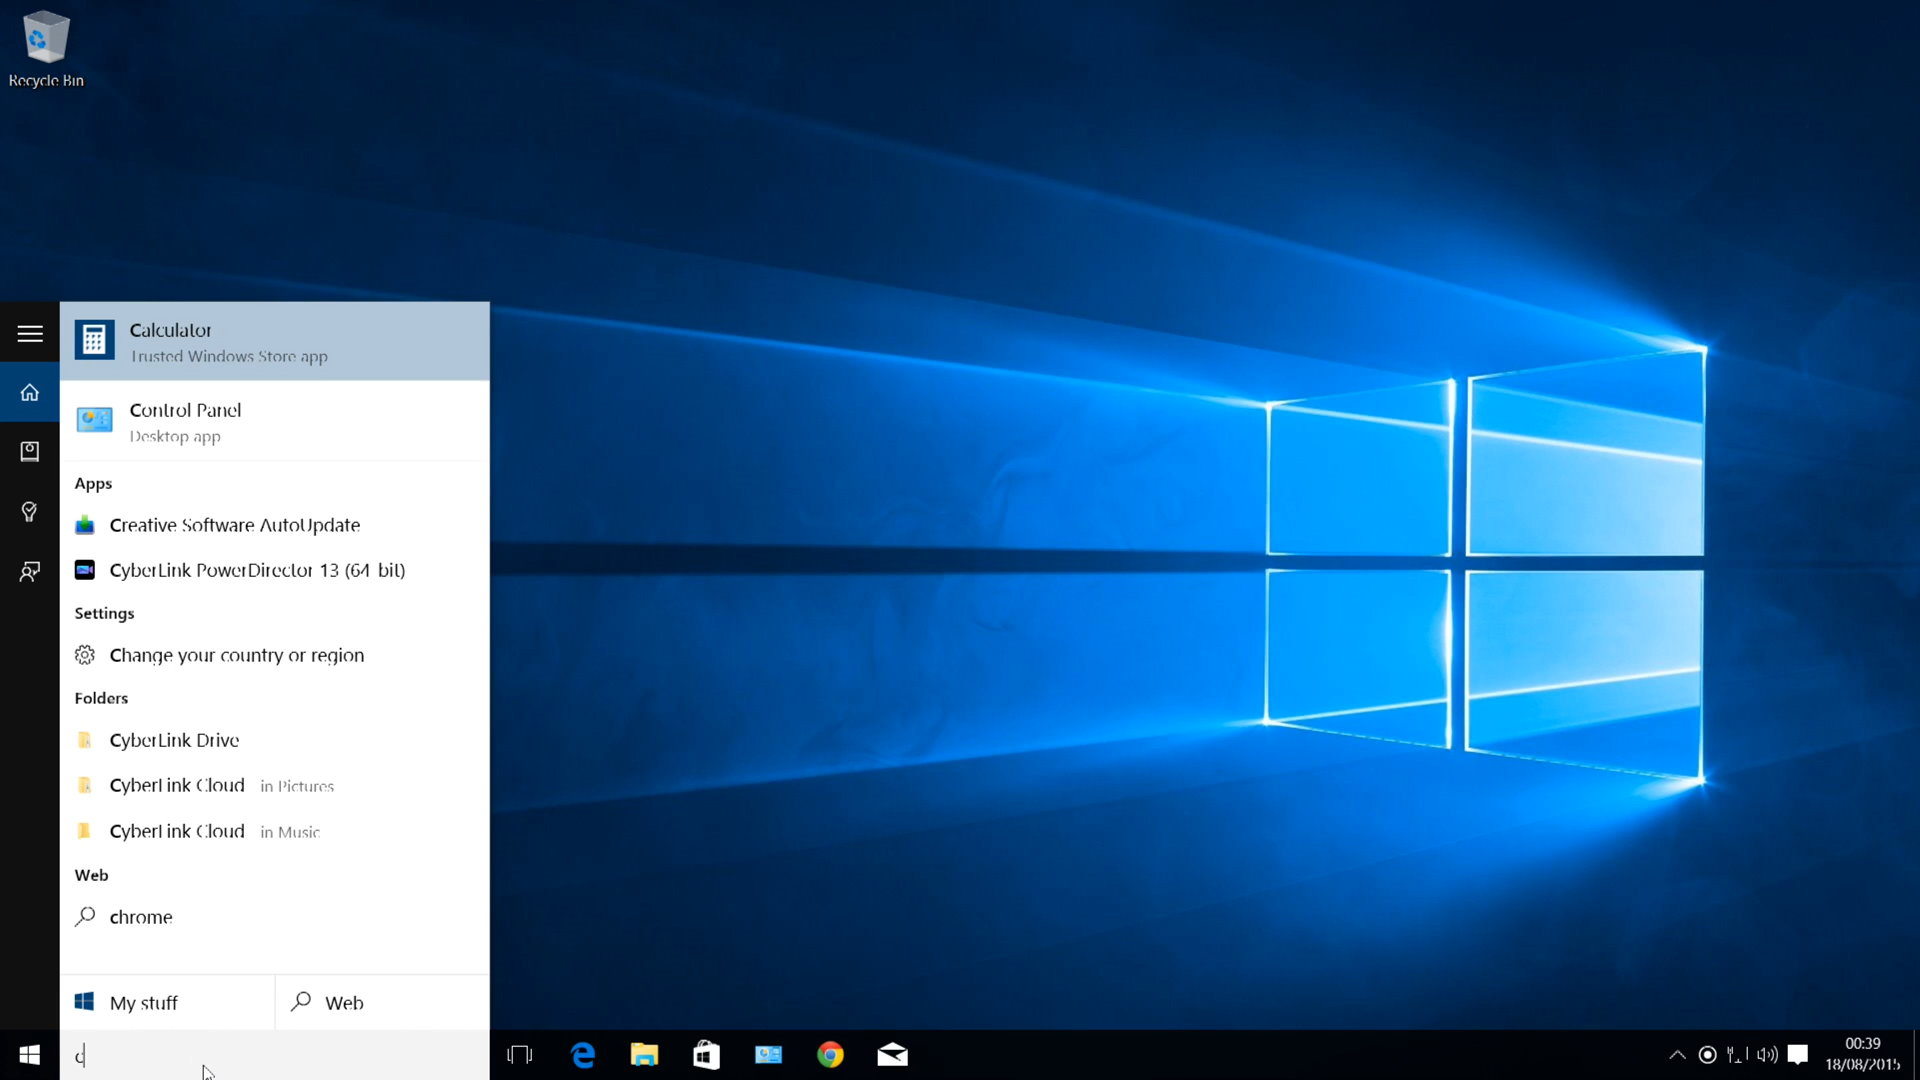 Recycle Bin
Calculator
Trusted Windows Store app
Control Panel
Desktop app
Apps
Creative Software AutoUpdate
CyberLink PowerDirector 13 (64-bit)
Settings
Change your country or region
Folders
CyberLink Drive
CyberLink Cloud in Pictures
CyberLink Cloud in Music
Web
chrome
My stuff
Web
c
00:39
18/08/2015